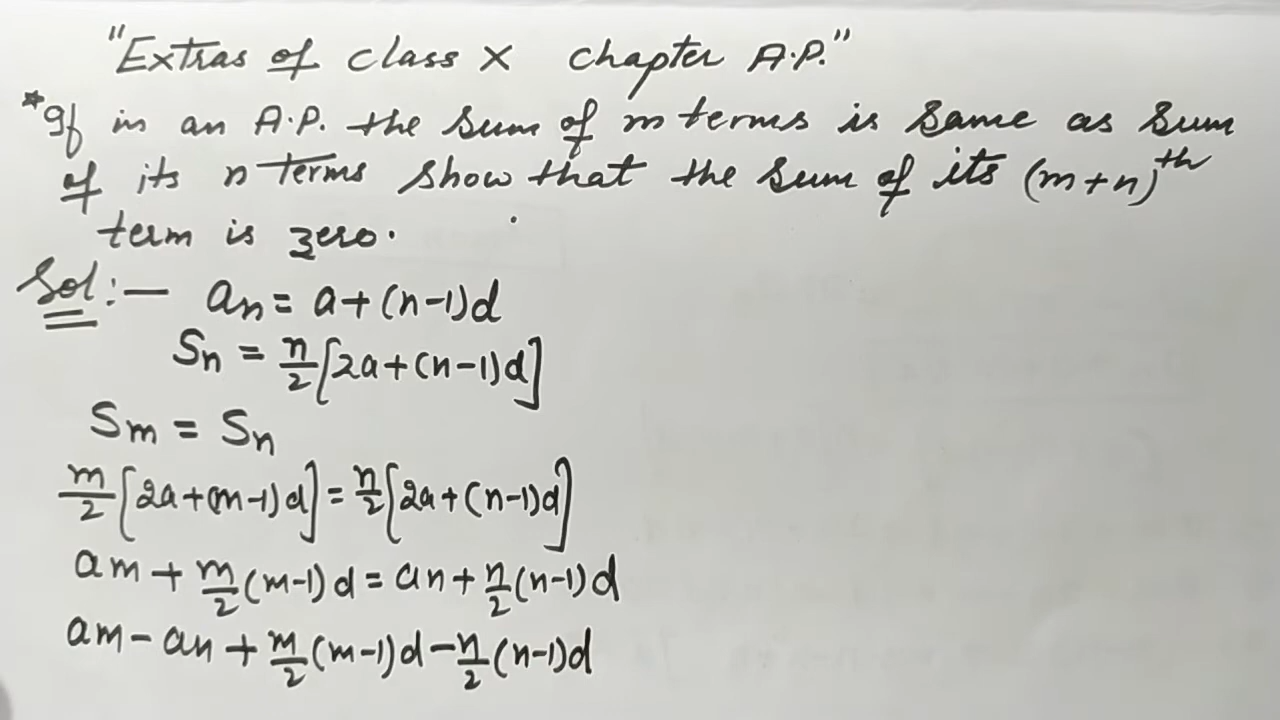 "Extras of class X chapter A.P."
*If in an A.P. the sum of m terms is same as sum
of its n terms show that the sum of its (m+n)th
term is zero.
Sol:— an = a+(n-1)d
Sn = n/2[2a+(n-1)d]
Sm = Sn
m/2[2a+(m-1)d] = n/2[2a+(n-1)d]
am + m/2(m-1)d = an + n/2(n-1)d
am - an + m/2(m-1)d - n/2(n-1)d